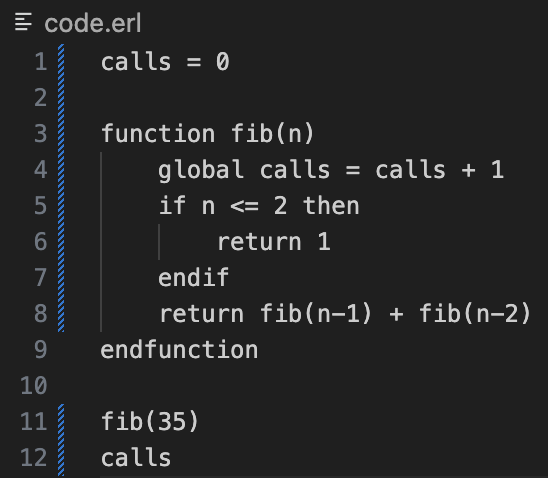 code.erl
1 calls = 0
2
3 function fib(n)
4 global calls = calls + 1
5 if n <= 2 then
6 return 1
7 endif
8 return fib(n-1) + fib(n-2)
9 endfunction
10
11 fib(35)
12 calls